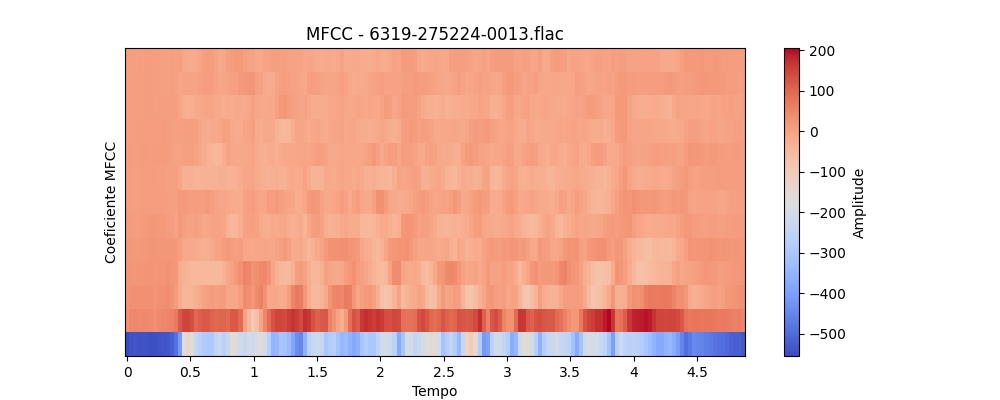 MFCC - 6319-275224-0013.flac
Coeficiente MFCC
0 0.5 1 1.5 2 2.5 3 3.5 4 4.5
Tempo
200
100
0
−100
−200
−300
−400
−500
Amplitude